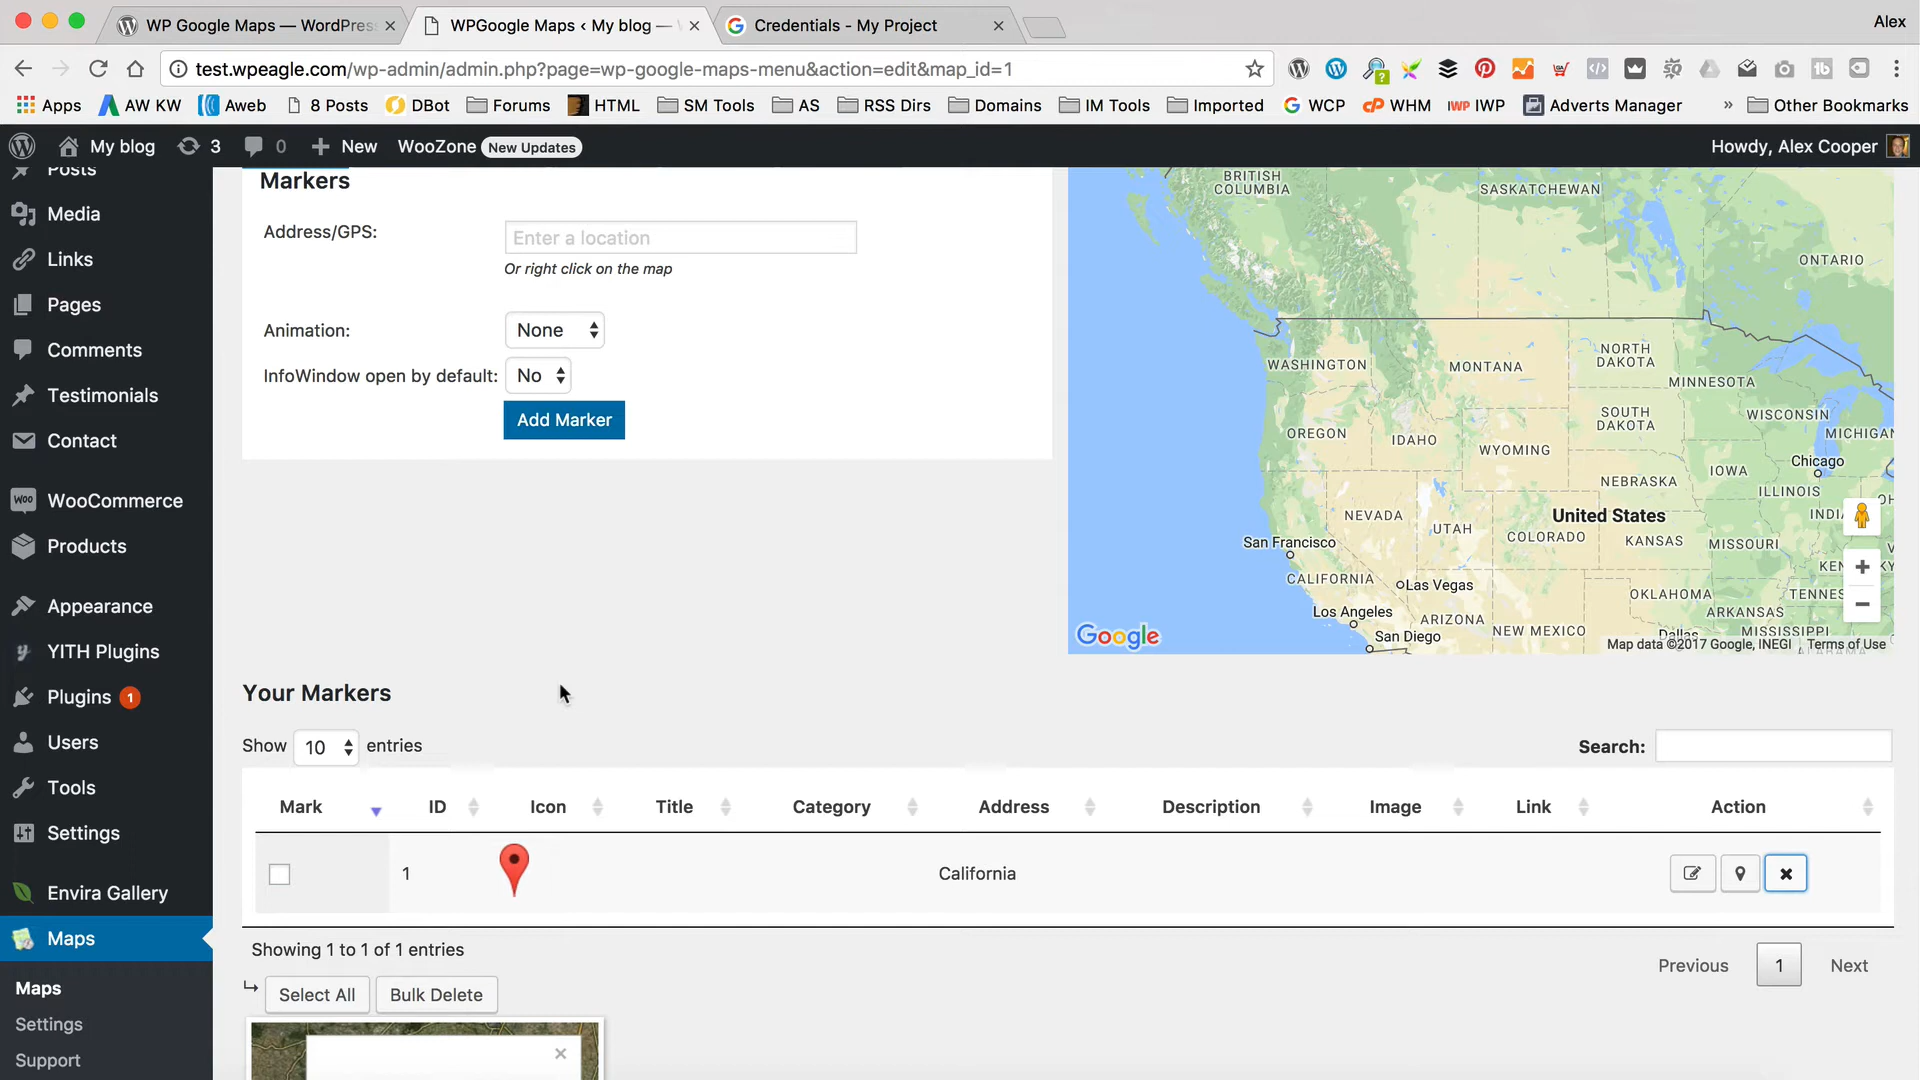 WP Google Maps — WordPres
WPGoogle Maps ‹ My blog —
Credentials - My Project
Alex
test.wpeagle.com/wp-admin/admin.php?page=wp-google-maps-menu&action=edit&map_id=1
Apps
AW KW
Aweb
8 Posts
DBot
Forums
HTML
SM Tools
AS
RSS Dirs
Domains
IM Tools
Imported
WCP
WHM
IWP
Adverts Manager
»
Other Bookmarks
My blog
3
0
New
WooZone New Updates
Howdy, Alex Cooper
Posts
Media
Links
Pages
Comments
Testimonials
Contact
WooCommerce
Products
Appearance
YITH Plugins
Plugins 1
Users
Tools
Settings
Envira Gallery
Maps
Maps
Settings
Support
Markers
Address/GPS:
Enter a location
Or right click on the map
Animation:
None
InfoWindow open by default:
No
Add Marker
BRITISH
COLUMBIA
SASKATCHEWAN
ONTARIO
WASHINGTON
MONTANA
NORTH
DAKOTA
MINNESOTA
SOUTH
DAKOTA
WISCONSIN
MICHIGAN
OREGON
IDAHO
WYOMING
Chicago
IOWA
NEBRASKA
ILLINOIS
NEVADA
United States
INDI
OH
UTAH
COLORADO
KANSAS
MISSOURI
San Francisco
KEN
KY
CALIFORNIA
Las Vegas
OKLAHOMA
TENNES
Los Angeles
ARIZONA
ARKANSAS
San Diego
NEW MEXICO
Dallas
MISSISSIPPI
Google
Map data ©2017 Google, INEGI
Terms of Use
Your Markers
Show 10 entries
Search:
Mark ID Icon Title Category Address Description Image Link Action
1 California
Showing 1 to 1 of 1 entries
Previous 1 Next
Select All
Bulk Delete